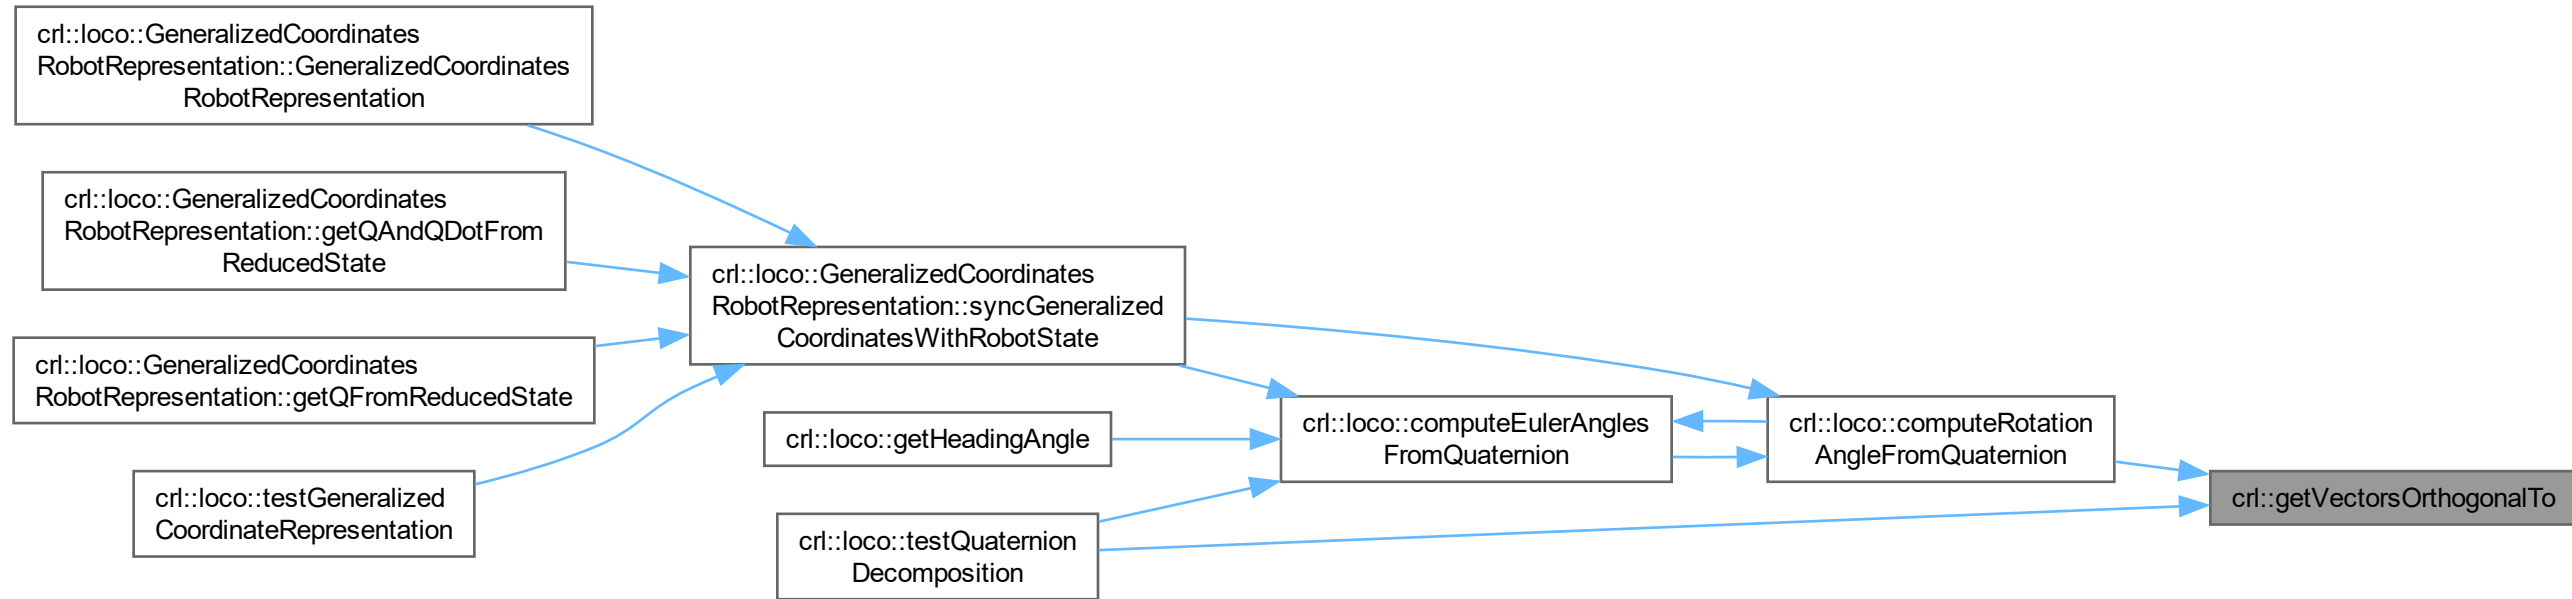 crl::loco::GeneralizedCoordinates
RobotRepresentation::GeneralizedCoordinates
RobotRepresentation
crl::loco::GeneralizedCoordinates
RobotRepresentation::getQAndQDotFrom
ReducedState
crl::loco::GeneralizedCoordinates
RobotRepresentation::getQFromReducedState
crl::loco::testGeneralized
CoordinateRepresentation
crl::loco::GeneralizedCoordinates
RobotRepresentation::syncGeneralized
CoordinatesWithRobotState
crl::loco::getHeadingAngle
crl::loco::testQuaternion
Decomposition
crl::loco::computeEulerAngles
FromQuaternion
crl::loco::computeRotation
AngleFromQuaternion
crl::getVectorsOrthogonalTo